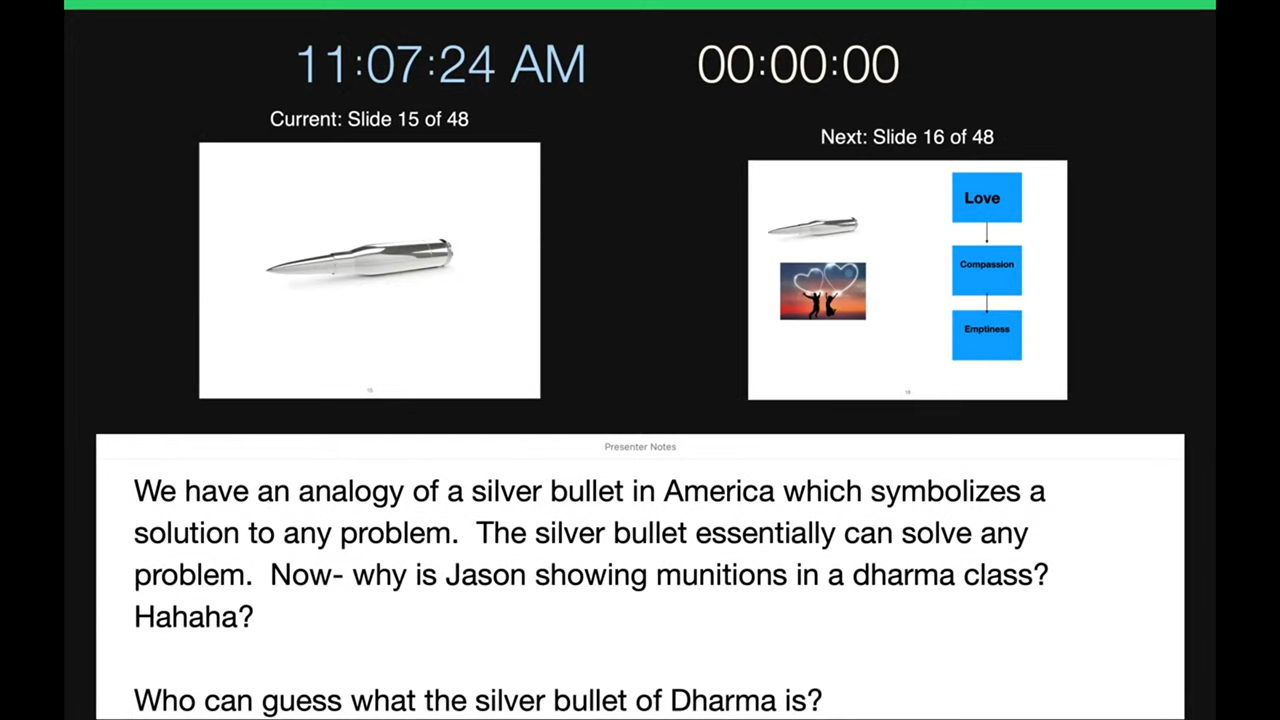 11:07:24 AM
00:00:00
Current: Slide 15 of 48
Next: Slide 16 of 48
Love
Compassion
Emptiness
15
16
Presenter Notes
We have an analogy of a silver bullet in America which symbolizes a
solution to any problem.  The silver bullet essentially can solve any
problem.  Now- why is Jason showing munitions in a dharma class?
Hahaha?
Who can guess what the silver bullet of Dharma is?